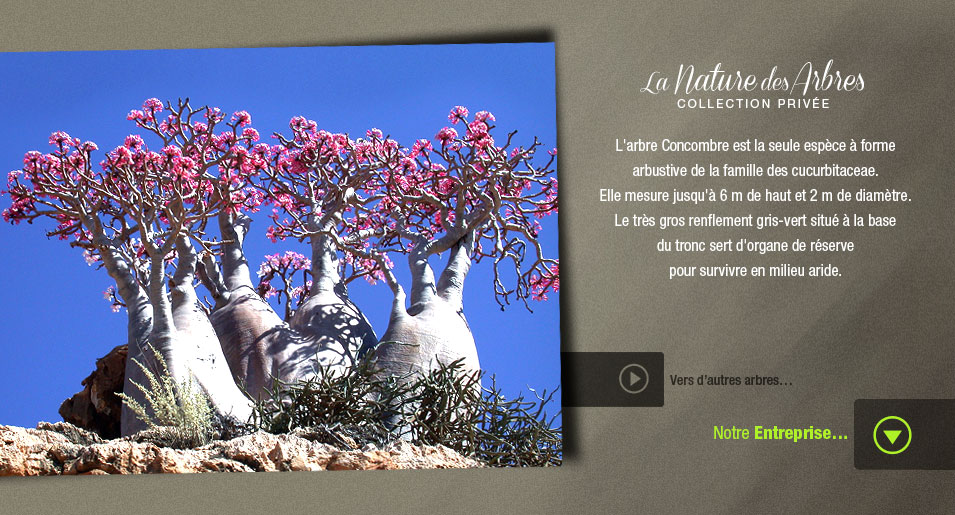 La Nature des Arbres
COLLECTION PRIVÉE
L'arbre Concombre est la seule espèce à forme
arbustive de la famille des cucurbitaceae.
Elle mesure jusqu'à 6 m de haut et 2 m de diamètre.
Le très gros renflement gris-vert situé à la base
du tronc sert d'organe de réserve
pour survivre en milieu aride.
Vers d'autres arbres...
Notre Entreprise...